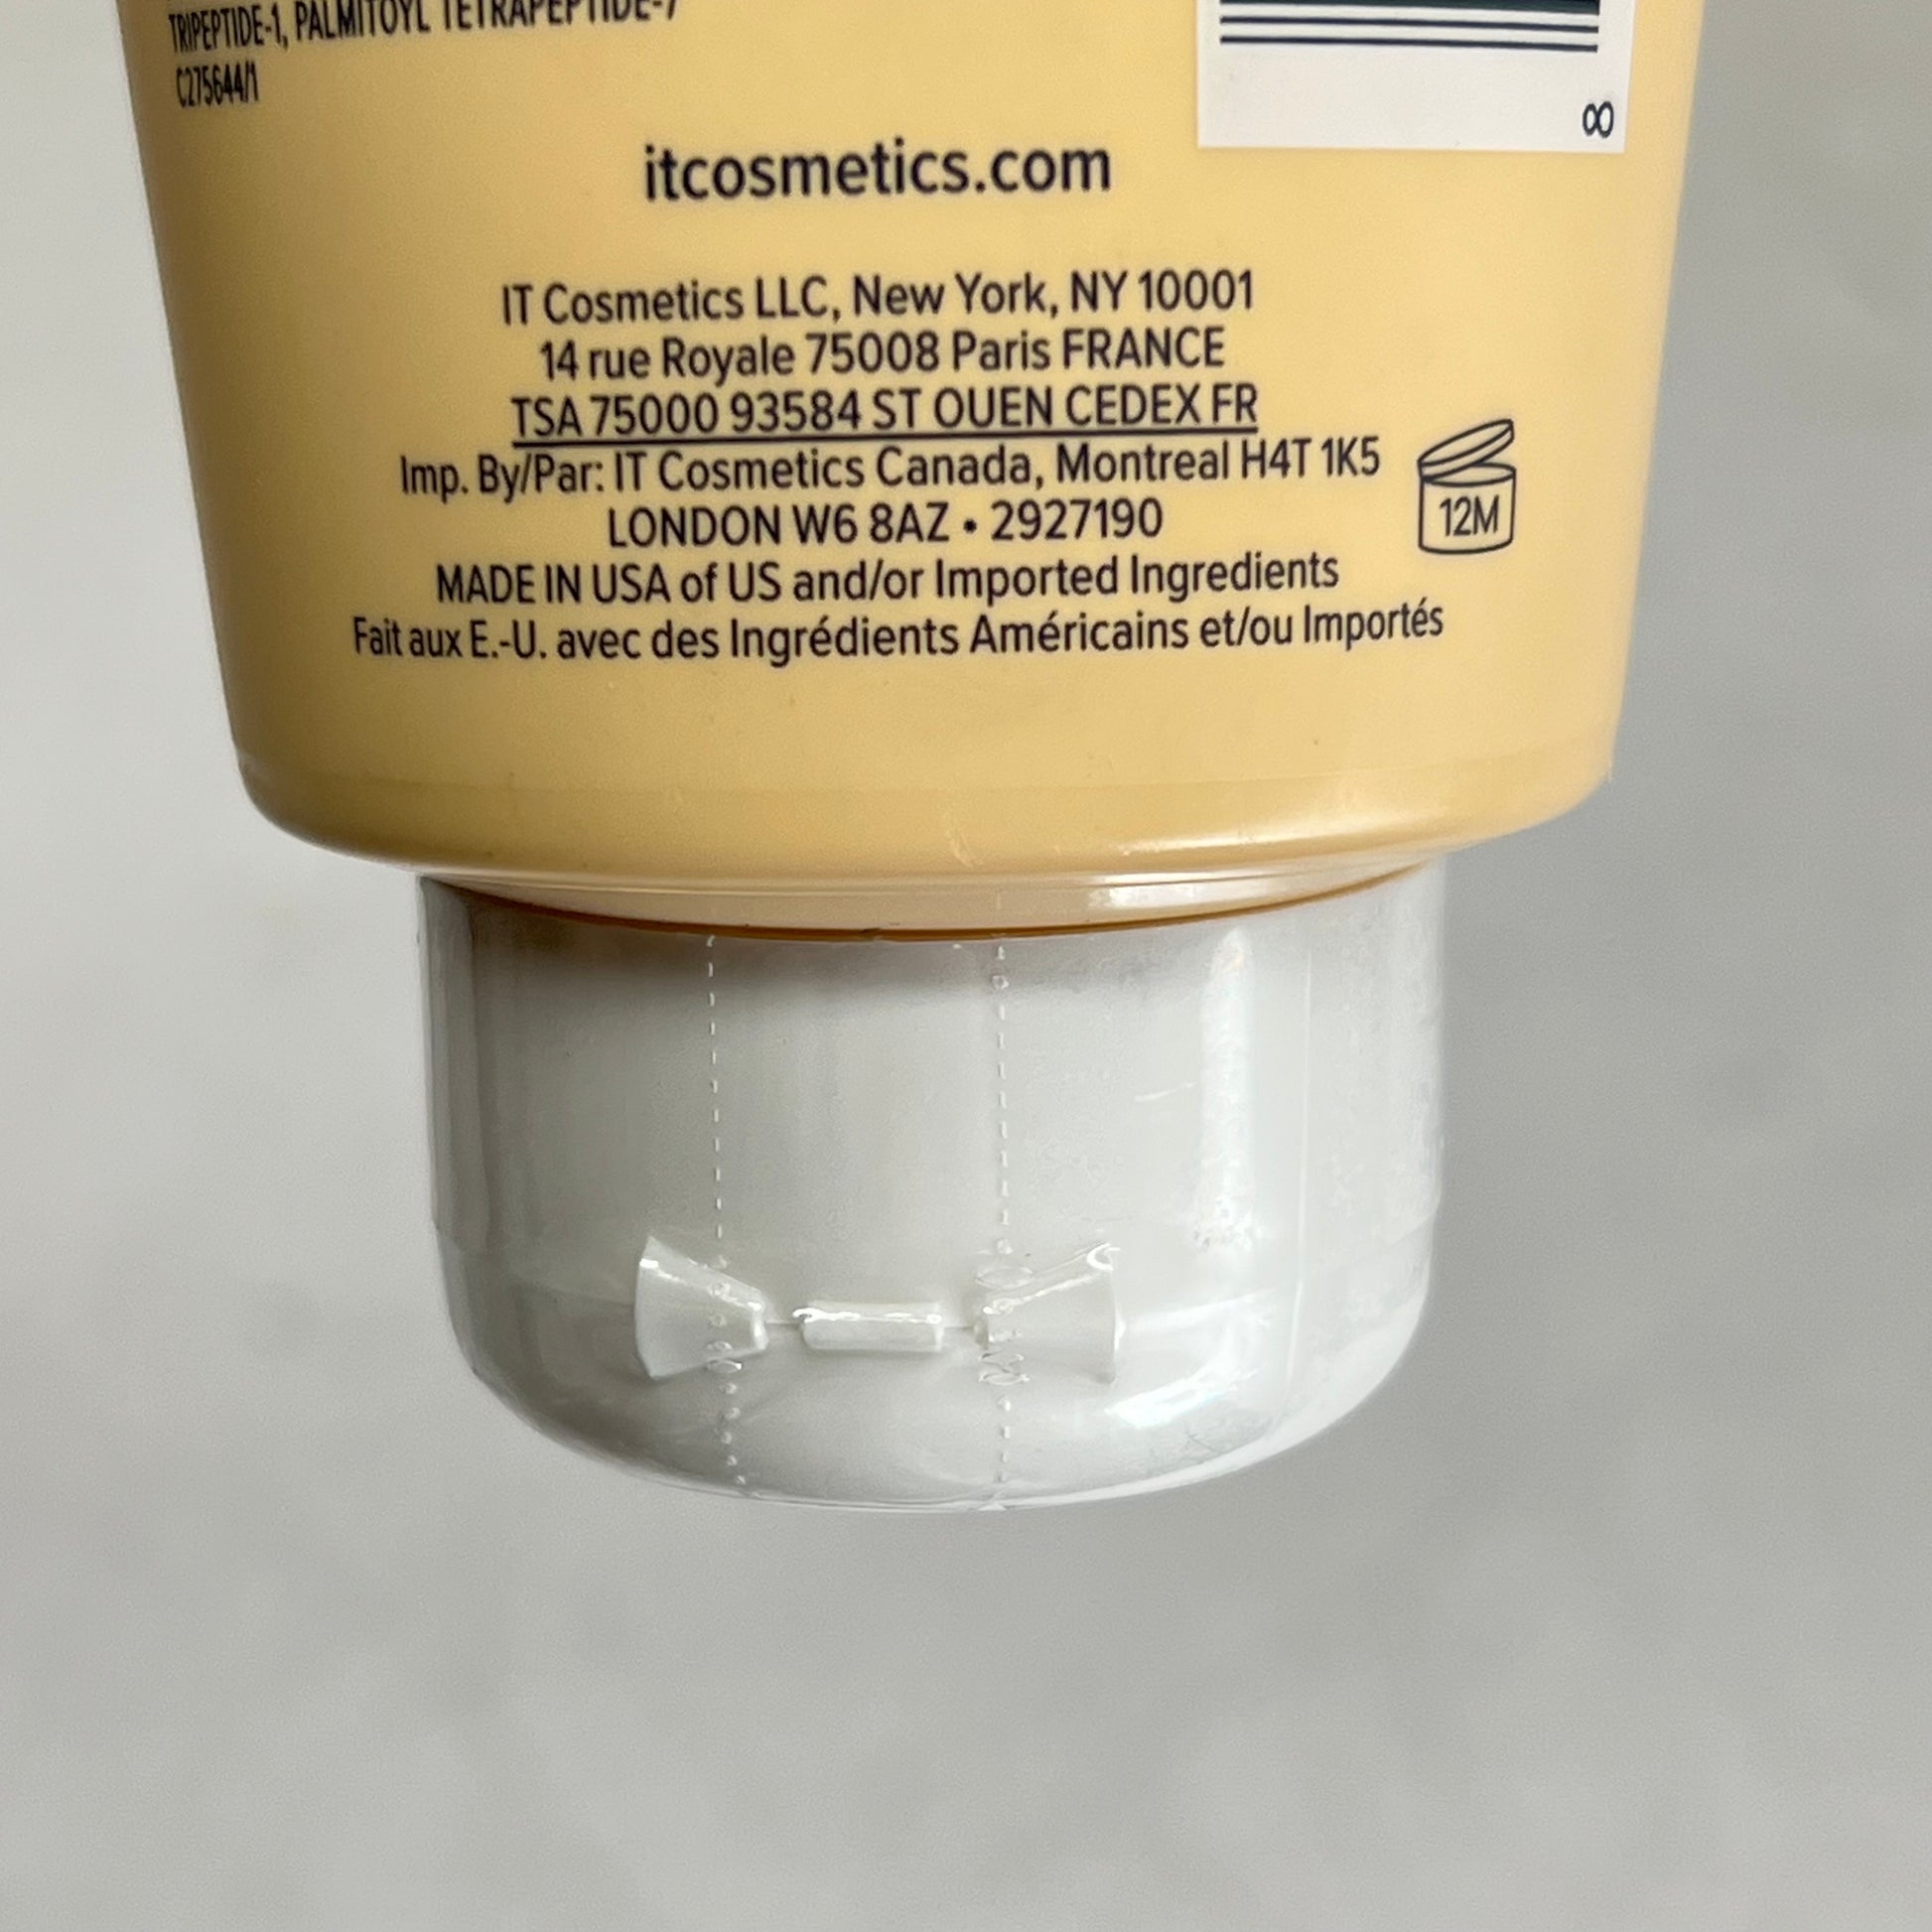 TRIPEPTIDE-1, PALMITOYL TETRAPEPTIDE-7
C275644/1
8
itcosmetics.com
IT Cosmetics LLC, New York, NY 10001
14 rue Royale 75008 Paris FRANCE
TSA 75000 93584 ST OUEN CEDEX FR
Imp. By/Par: IT Cosmetics Canada, Montreal H4T 1K5
LONDON W6 8AZ • 2927190
12M
MADE IN USA of US and/or Imported Ingredients
Fait aux E.-U. avec des Ingrédients Américains et/ou Importés